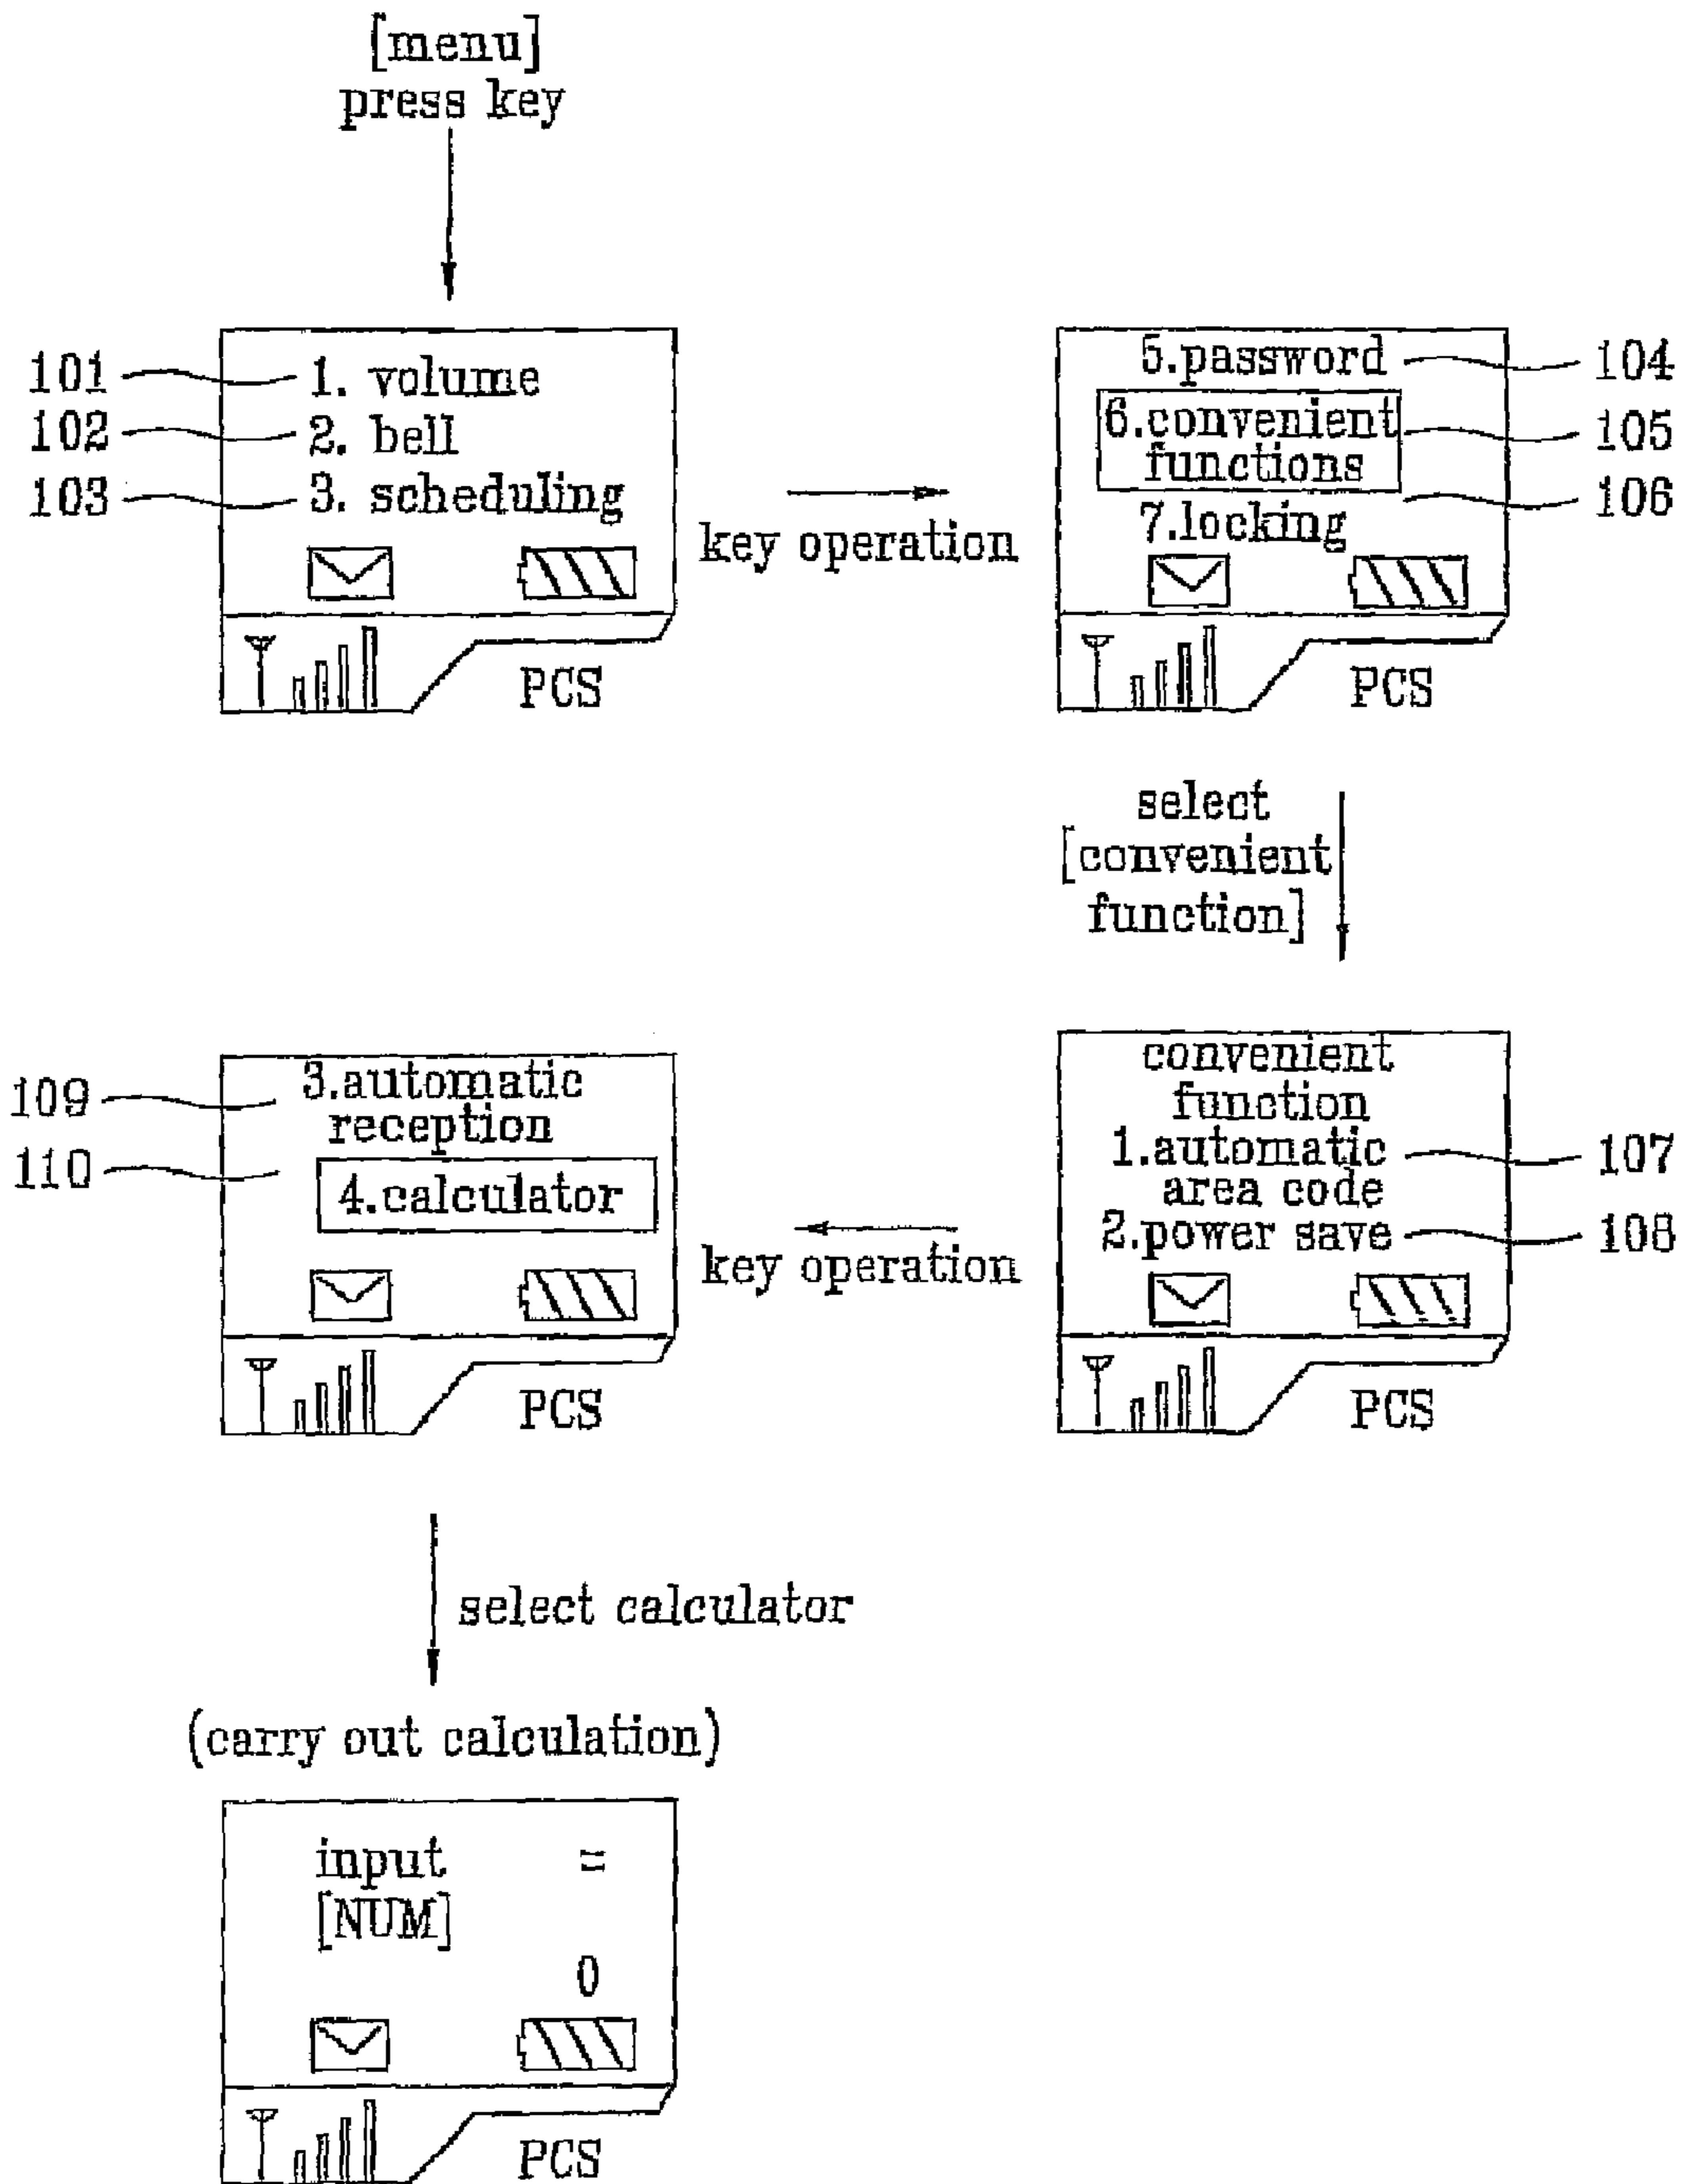 [menu]
press key
101
1. volume
102
2. bell
103
3. scheduling
PCS
key operation
5.password
104
6.convenient
functions
105
106
7.locking
PCS
select
[convenient
function]
convenient
function
1.automatic
area code
107
2.power save
108
PCS
key operation
109
3.automatic
reception
110
4.calculator
PCS
select calculator
(carry out calculation)
input =
[NUM]
0
PCS